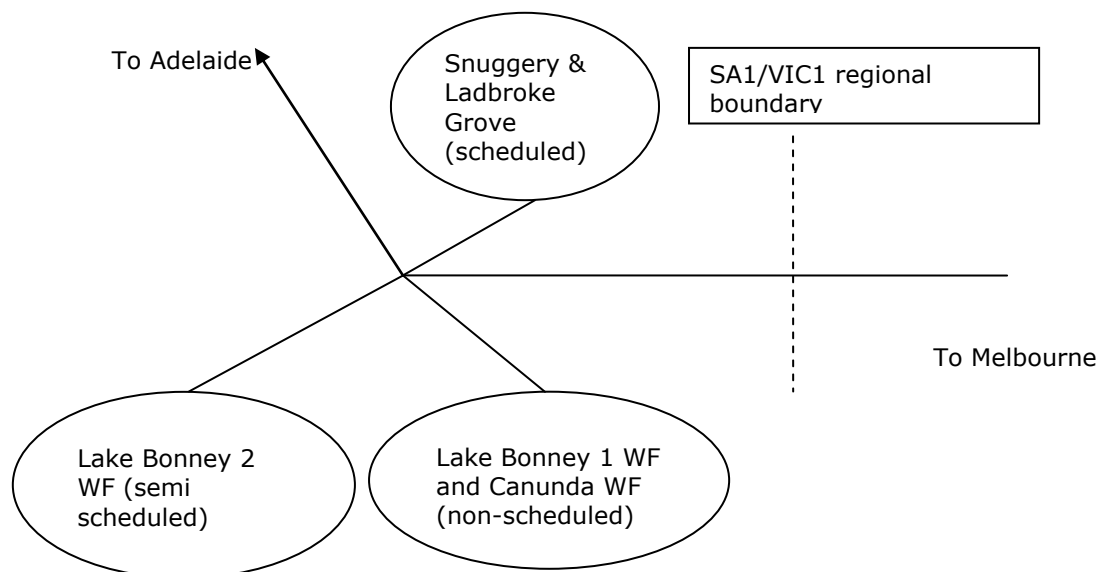 To Adelaide
Snuggery &
Ladbroke
Grove
(scheduled)
SA1/VIC1 regional
boundary
To Melbourne
Lake Bonney 2
WF (semi
scheduled)
Lake Bonney 1 WF
and Canunda WF
(non-scheduled)